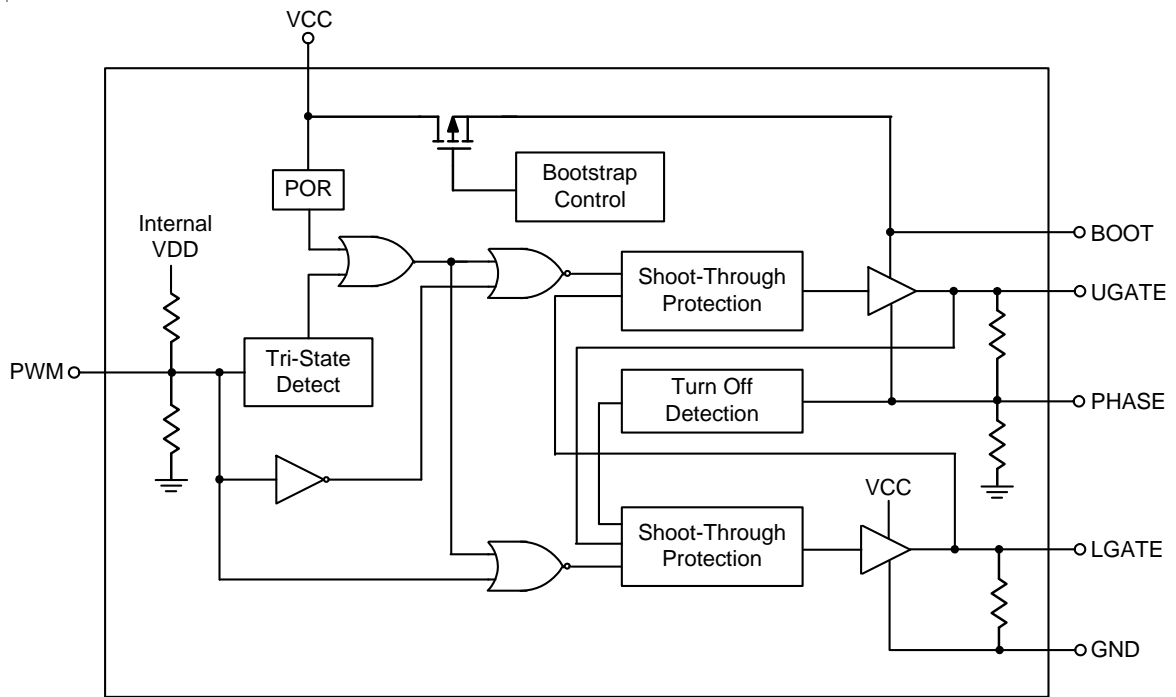 VCC
POR
Bootstrap
Control
Internal
VDD
BOOT
Shoot-Through
Protection
UGATE
PWM
Tri-State
Detect
Turn Off
Detection
PHASE
VCC
Shoot-Through
Protection
LGATE
GND